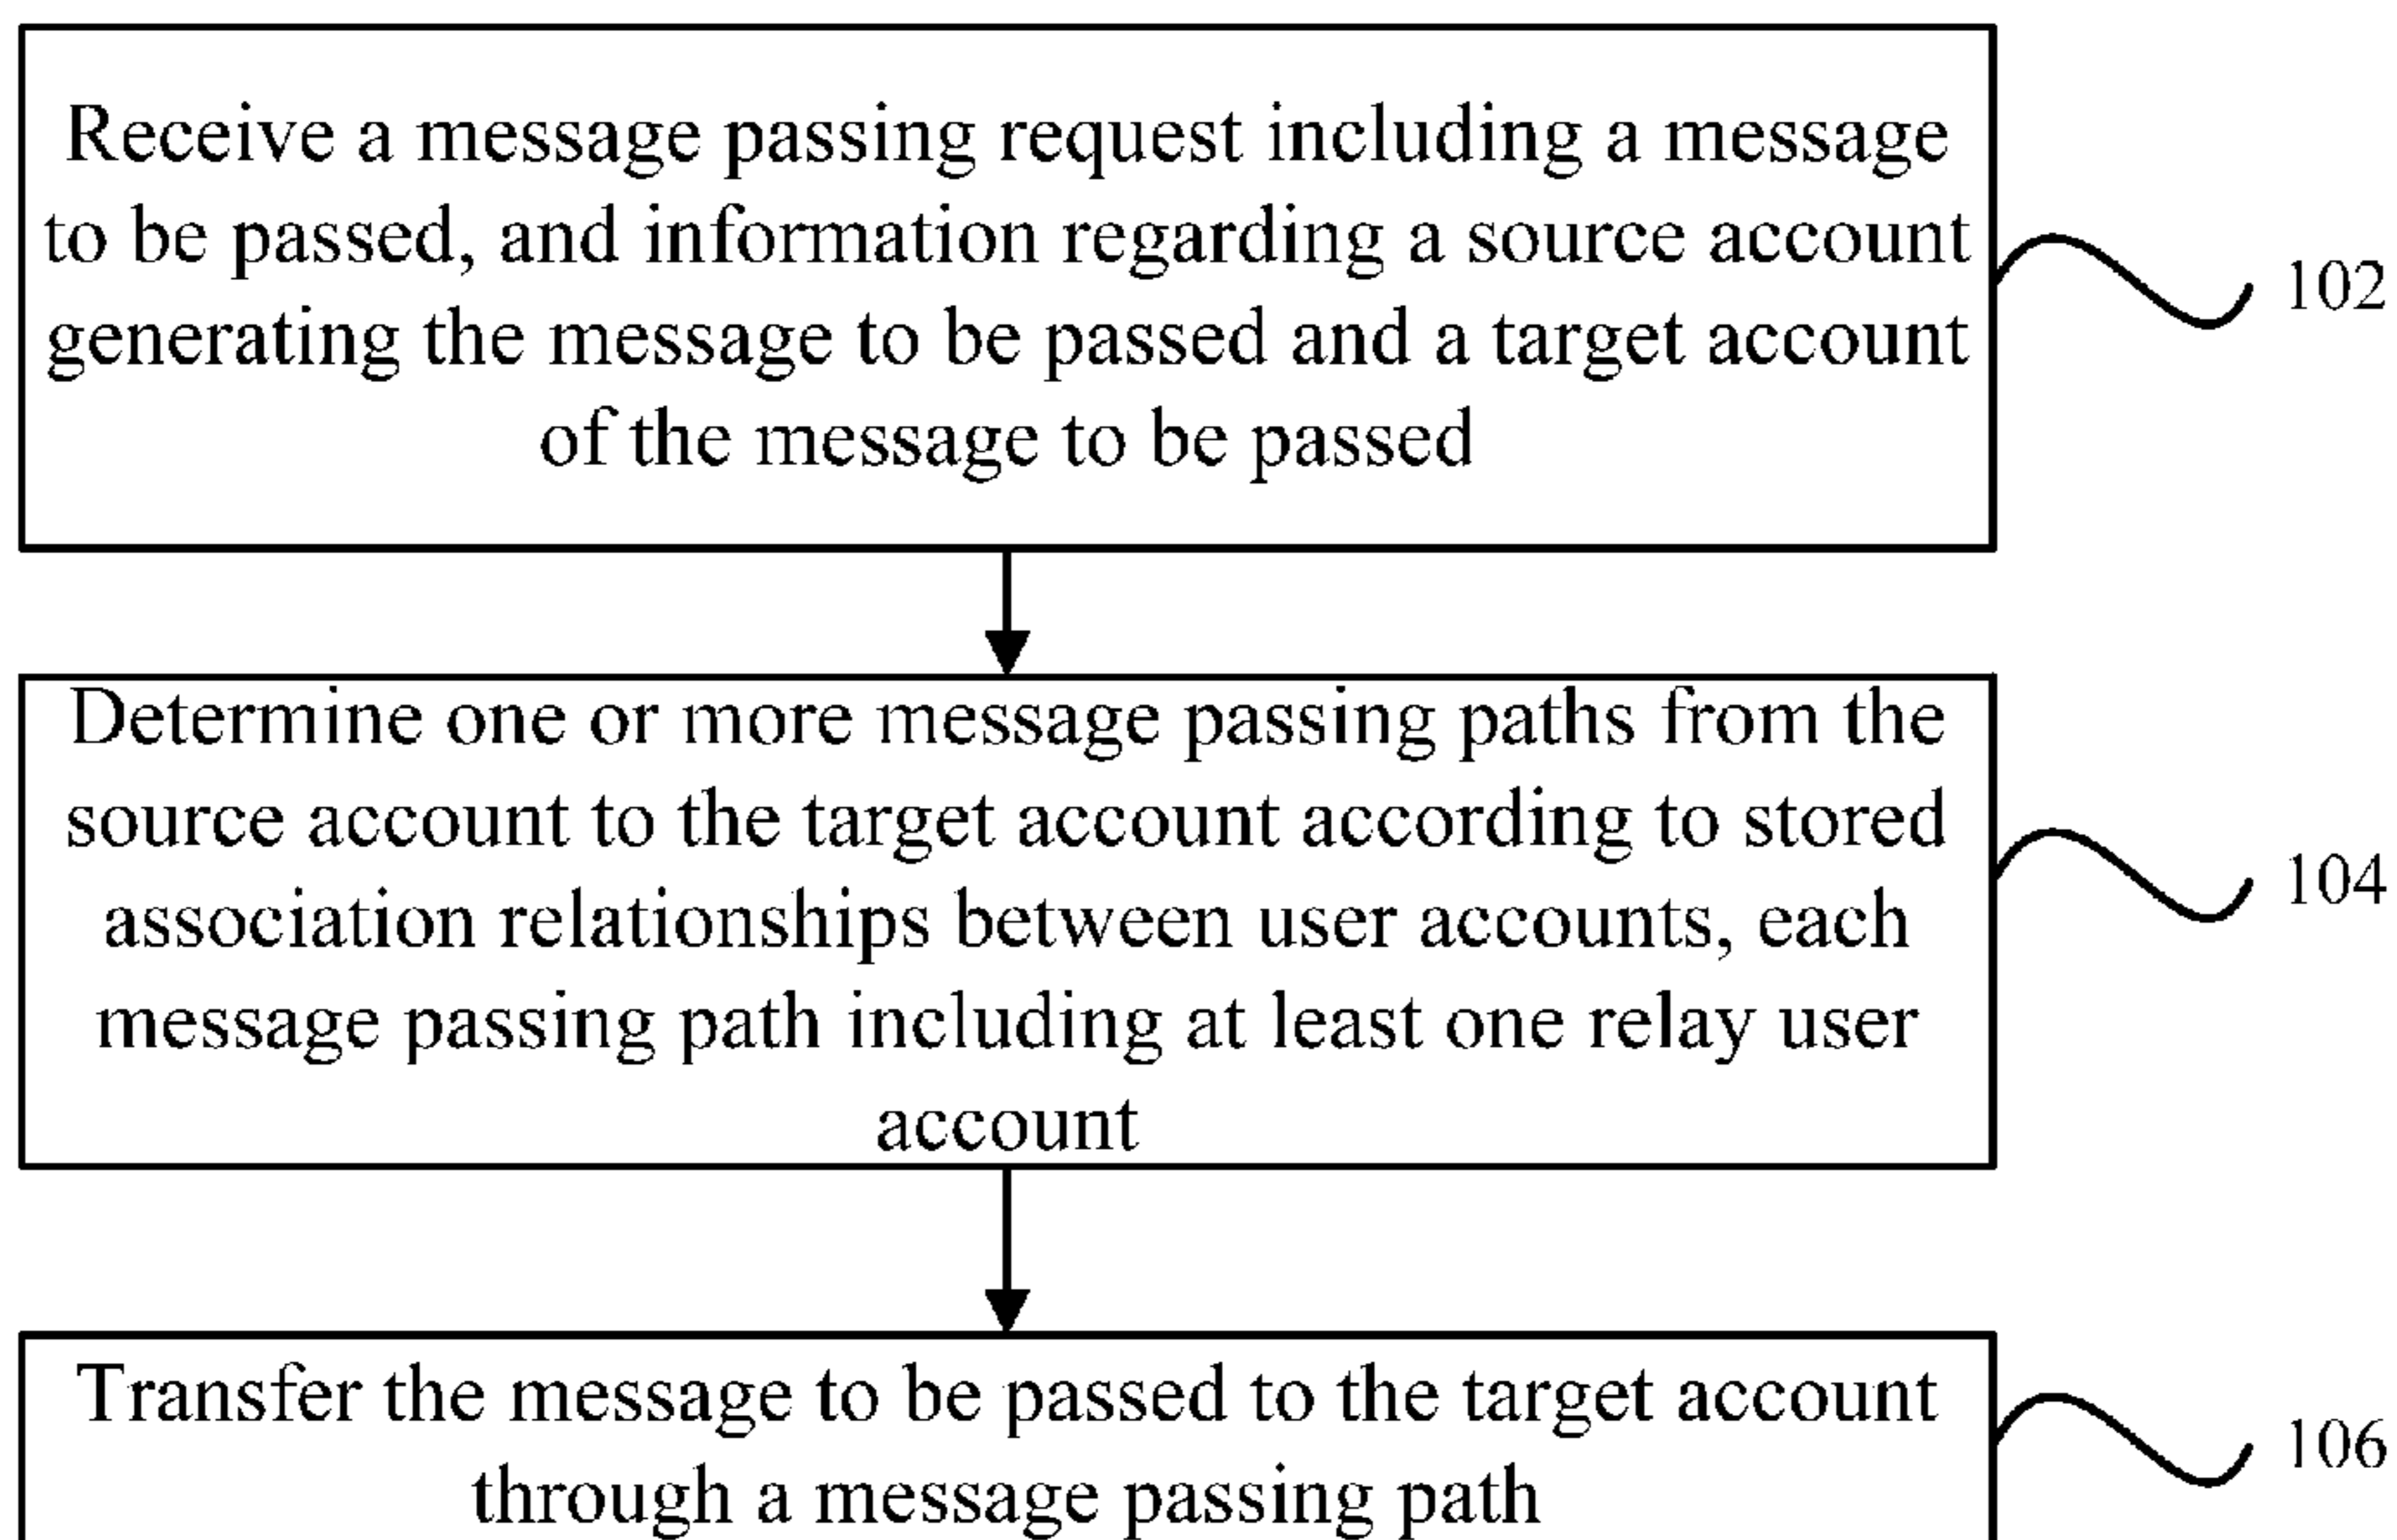 Receive a message passing request including a message
to be passed, and information regarding a source account
generating the message to be passed and a target account
of the message to be passed
102
Determine one or more message passing paths from the
source account to the target account according to stored
association relationships between user accounts, each
message passing path including at least one relay user
account
104
Transfer the message to be passed to the target account
through a message passing path
106